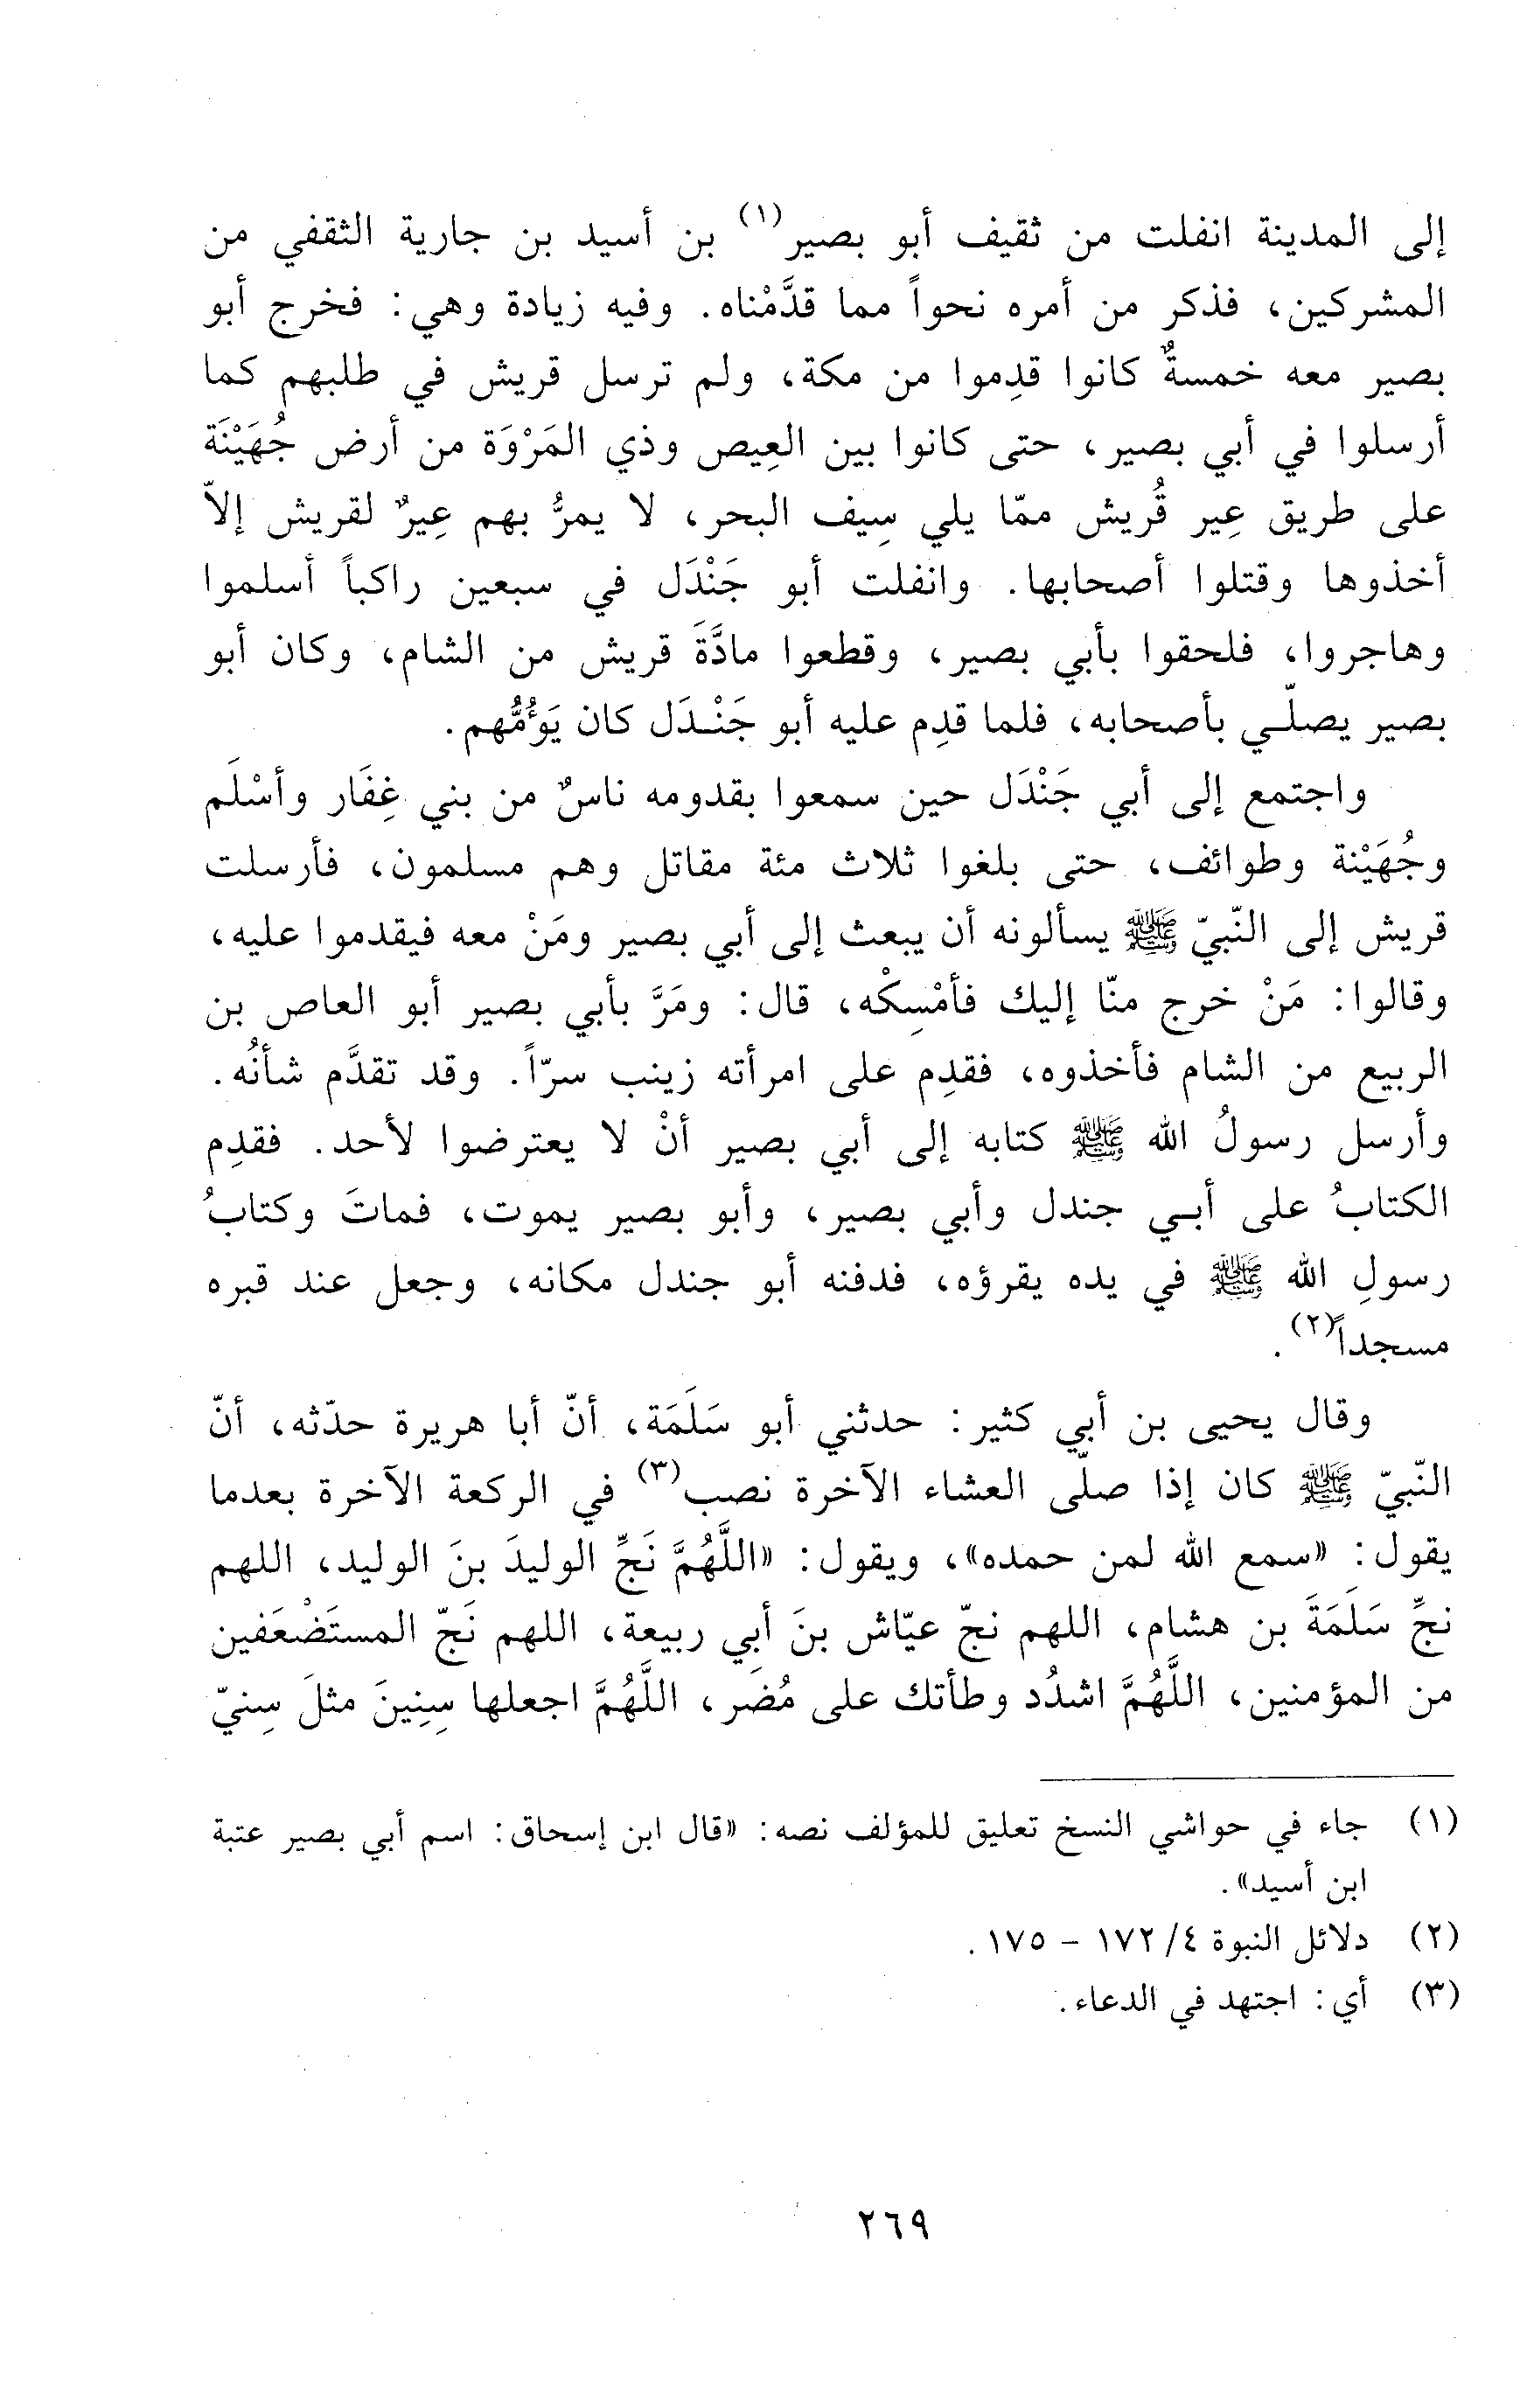 إلى المدينة انفلت من ثقيف أبو بصير(١) بن أسيد بن جارية الثقفي من
المشركين، فذكر من أمره نحواً مما قدَّمْناه. وفيه زيادة وهي: فخرج أبو
بصير معه خمسةٌ كانوا قدِموا من مكة، ولم ترسل قريش في طلبهم كما
أرسلوا في أبي بصير، حتى كانوا بين العِيص وذي المَرْوَة من أرض جُهَيْنَة
على طريق عِير قُريش ممّا يلي سِيف البحر، لا يمرُّ بهم عِيرٌ لقريش إلاّ
أخذوها وقتلوا أصحابها. وانفلت أبو جَنْدَل في سبعين راكباً أسلموا
وهاجروا، فلحقوا بأبي بصير، وقطعوا مادَّةَ قريش من الشام، وكان أبو
بصير يصلّي بأصحابه، فلما قدِم عليه أبو جَنْدَل كان يَؤُمُّهم.
واجتمع إلى أبي جَنْدَل حين سمعوا بقدومه ناسٌ من بني غِفَار وأسْلَم
وجُهَيْنة وطوائف، حتى بلغوا ثلاث مئة مقاتل وهم مسلمون، فأرسلت
قريش إلى النّبيّ ﷺ يسألونه أن يبعث إلى أبي بصير ومَنْ معه فيقدموا عليه،
وقالوا: مَنْ خرج منّا إليك فأمْسِكْه، قال: ومَرَّ بأبي بصير أبو العاص بن
الربيع من الشام فأخذوه، فقدِم على امرأته زينب سرّاً. وقد تقدَّم شأنُه.
وأرسل رسولُ الله ﷺ كتابه إلى أبي بصير أنْ لا يعترضوا لأحد. فقدِم
الكتابُ على أبي جندل وأبي بصير، وأبو بصير يموت، فماتَ وكتابُ
رسولِ الله ﷺ في يده يقرؤه، فدفنه أبو جندل مكانه، وجعل عند قبره
مسجداً(٢).
وقال يحيى بن أبي كثير: حدثني أبو سَلَمَة، أنّ أبا هريرة حدّثه، أنّ
النّبيّ ﷺ كان إذا صلّى العشاء الآخرة نصب(٣) في الركعة الآخرة بعدما
يقول: «سمع الله لمن حمده»، ويقول: «اللَّهُمَّ نَجِّ الوليدَ بنَ الوليد، اللهم
نجِّ سَلَمَةَ بن هشام، اللهم نجّ عيّاش بنَ أبي ربيعة، اللهم نَجّ المستَضْعَفين
من المؤمنين، اللَّهُمَّ اشدُد وطأتك على مُضَر، اللَّهُمَّ اجعلها سِنِينَ مثلَ سِنيّ
(١) جاء في حواشي النسخ تعليق للمؤلف نصه: «قال ابن إسحاق: اسم أبي بصير عتبة
ابن أسيد».
(٢) دلائل النبوة ٤/ ١٧٢ - ١٧٥.
(٣) أي: اجتهد في الدعاء.
٢٦٩